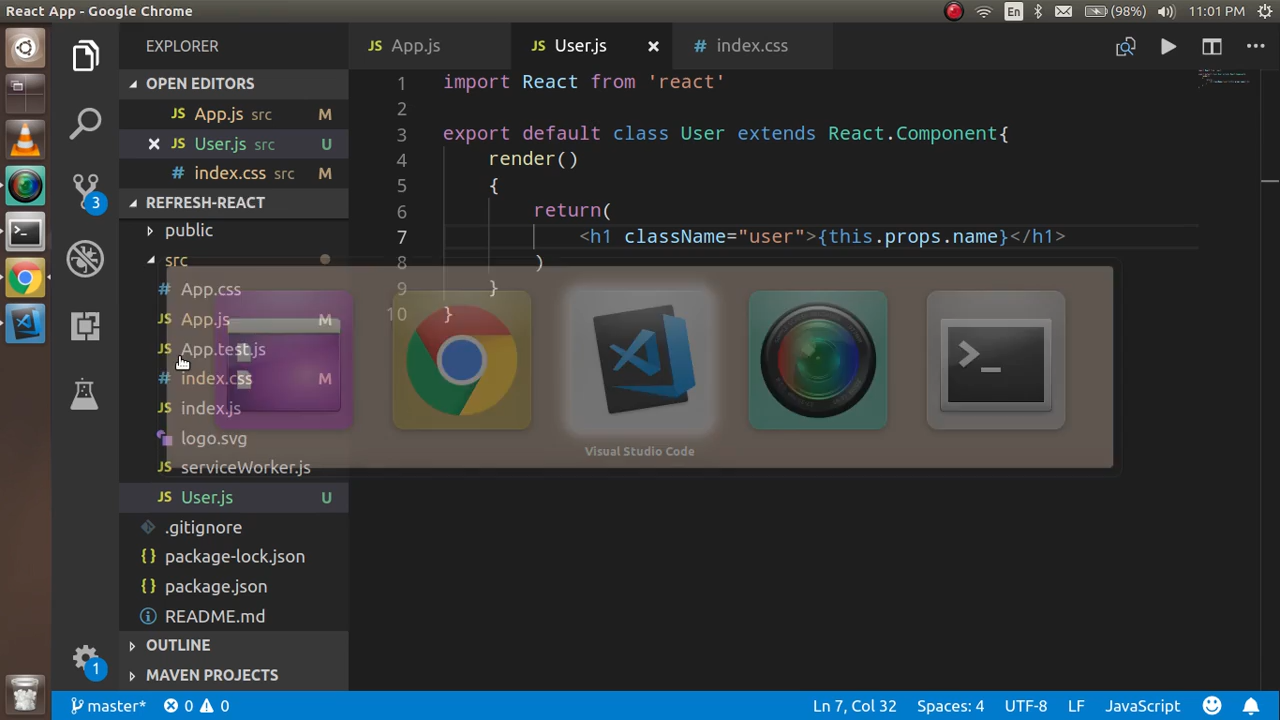 React App - Google Chrome
En
(98%)
11:01 PM
EXPLORER
OPEN EDITORS
JS App.js src M
JS User.js src U
# index.css src M
3
REFRESH-REACT
public
src
# App.css
JS App.js M
JS App.test.js
# index.css M
JS index.js
logo.svg
JS serviceWorker.js
JS User.js U
.gitignore
{} package-lock.json
{} package.json
README.md
OUTLINE
MAVEN PROJECTS
1
JS App.js
JS User.js
# index.css
1 import React from 'react'
2
3 export default class User extends React.Component{
4 render()
5 {
6 return(
7 <h1 className="user">{this.props.name}</h1>
8 )
9 }
10 }
Visual Studio Code
master*
0 0
Ln 7, Col 32
Spaces: 4
UTF-8
LF
JavaScript